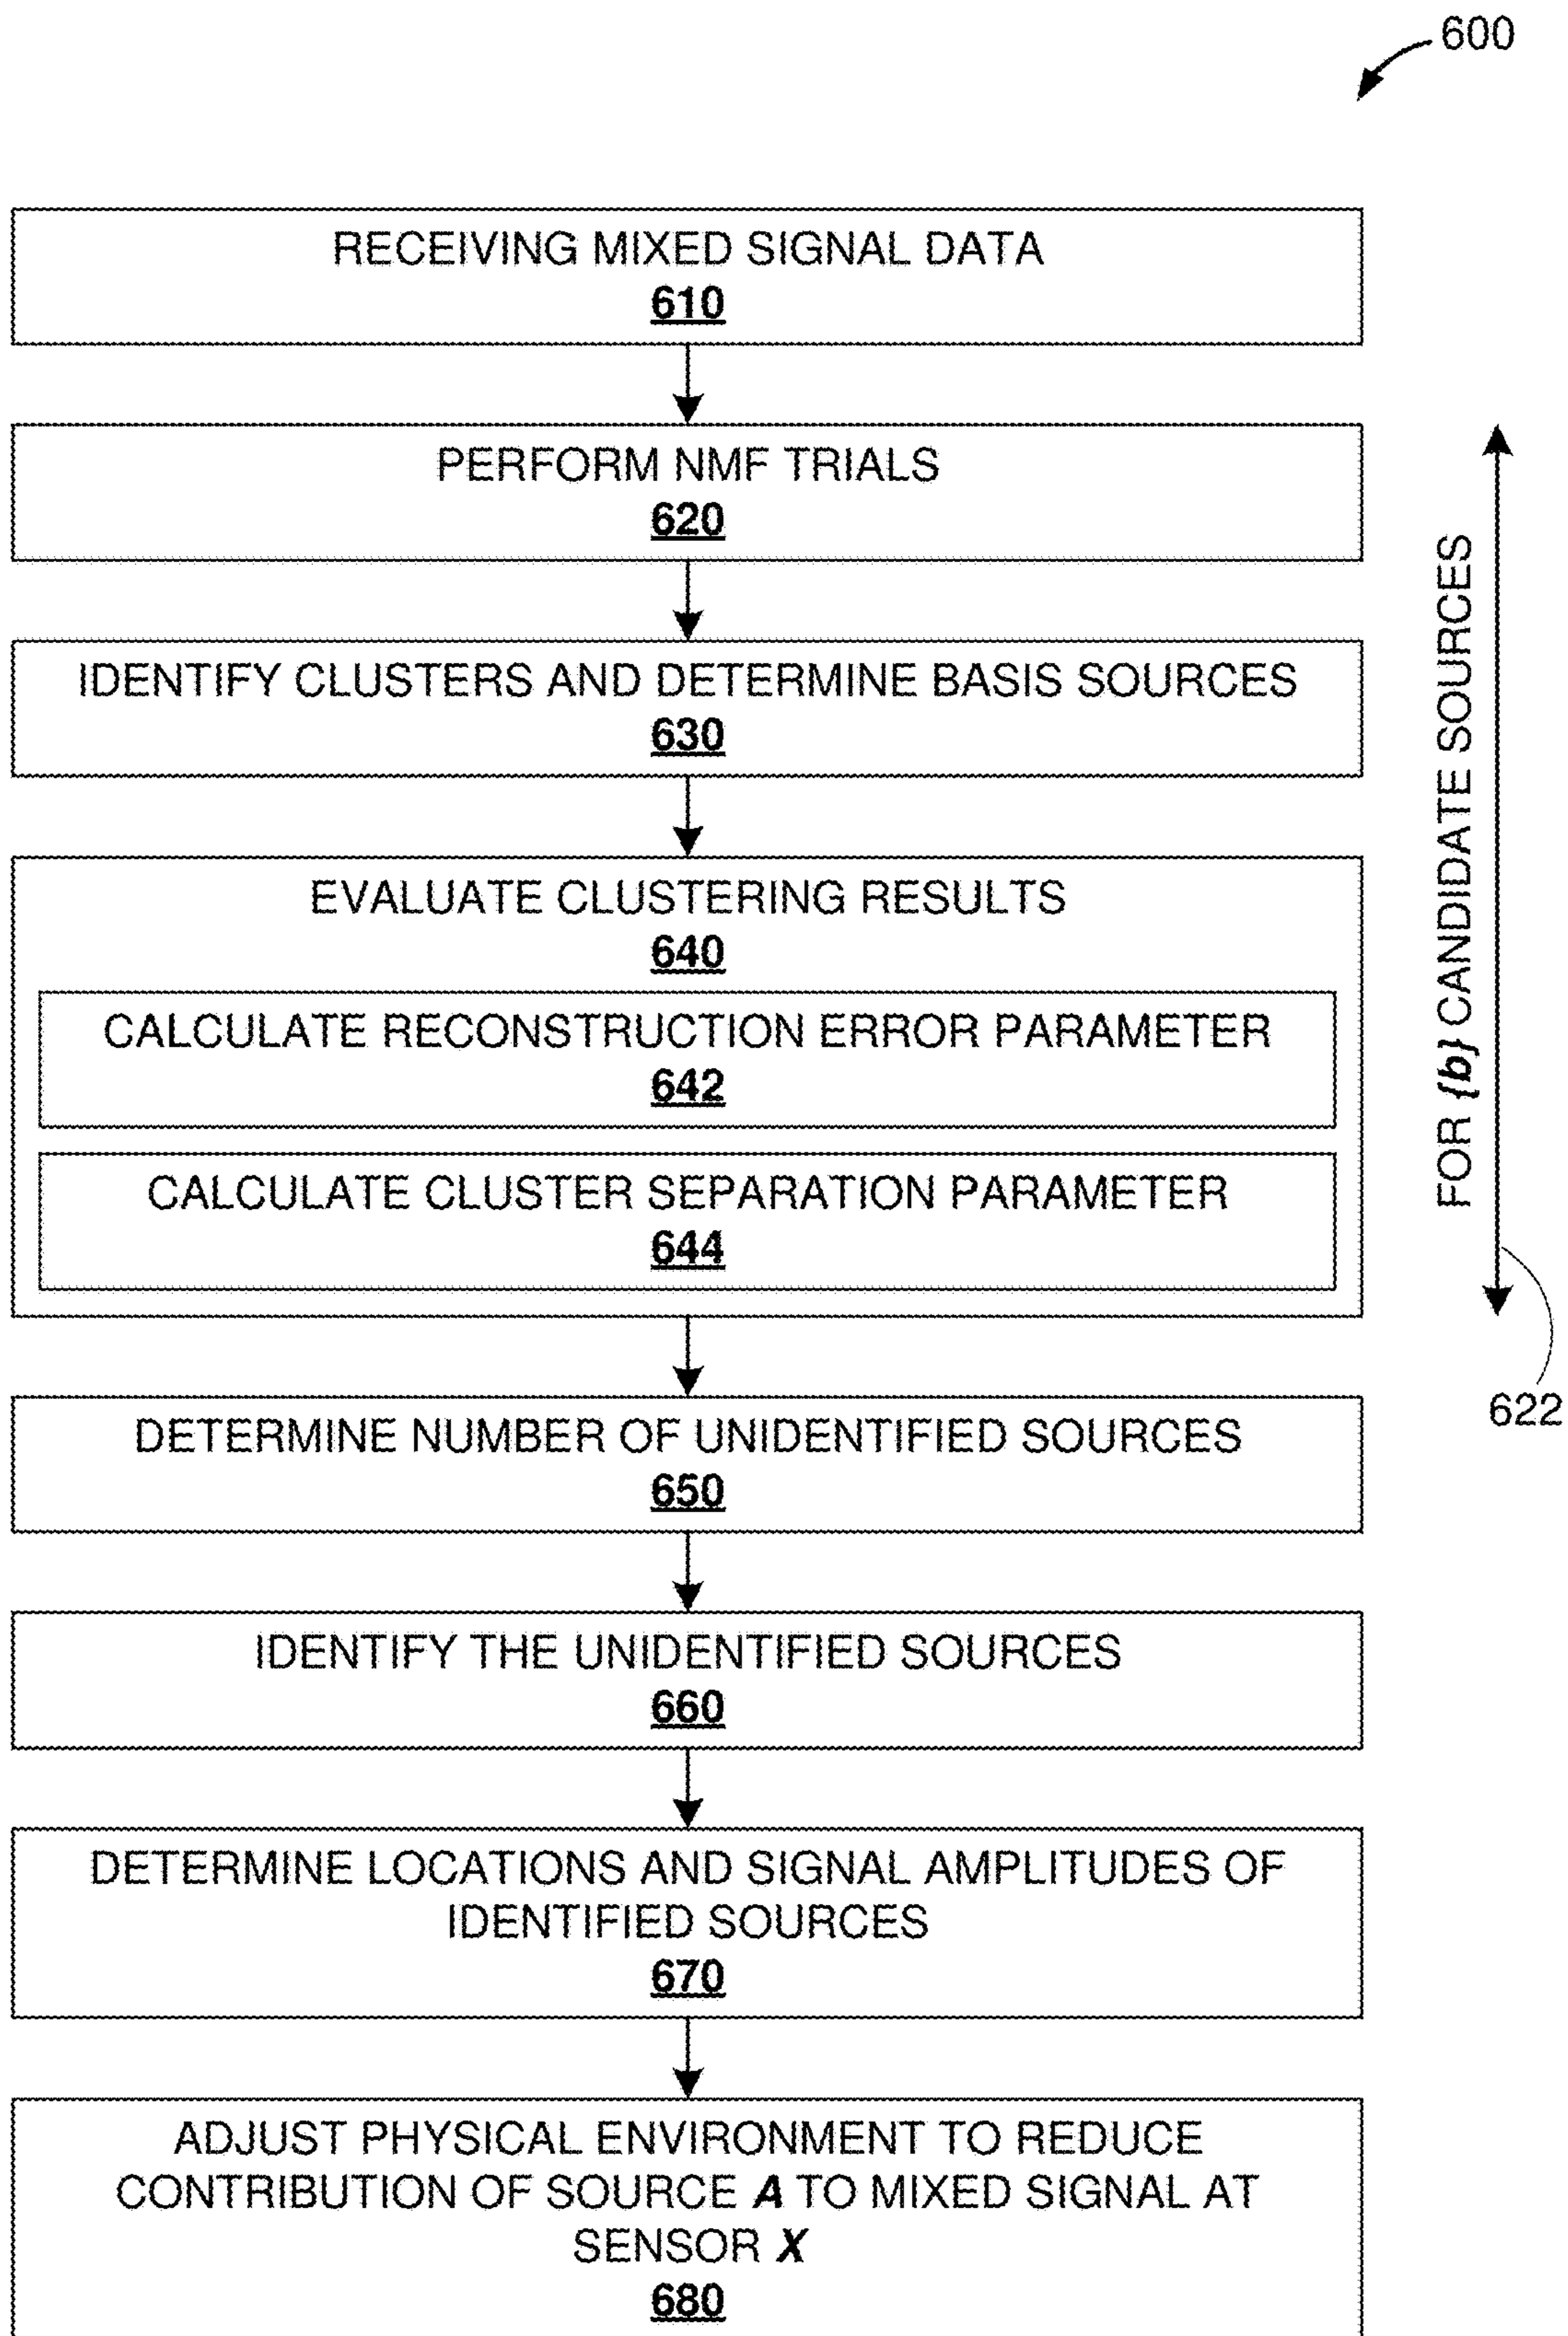 600
RECEIVING MIXED SIGNAL DATA
610
PERFORM NMF TRIALS
620
IDENTIFY CLUSTERS AND DETERMINE BASIS SOURCES
630
EVALUATE CLUSTERING RESULTS
640
CALCULATE RECONSTRUCTION ERROR PARAMETER
642
CALCULATE CLUSTER SEPARATION PARAMETER
644
FOR {b} CANDIDATE SOURCES
622
DETERMINE NUMBER OF UNIDENTIFIED SOURCES
650
IDENTIFY THE UNIDENTIFIED SOURCES
660
DETERMINE LOCATIONS AND SIGNAL AMPLITUDES OF
IDENTIFIED SOURCES
670
ADJUST PHYSICAL ENVIRONMENT TO REDUCE
CONTRIBUTION OF SOURCE A TO MIXED SIGNAL AT
SENSOR X
680